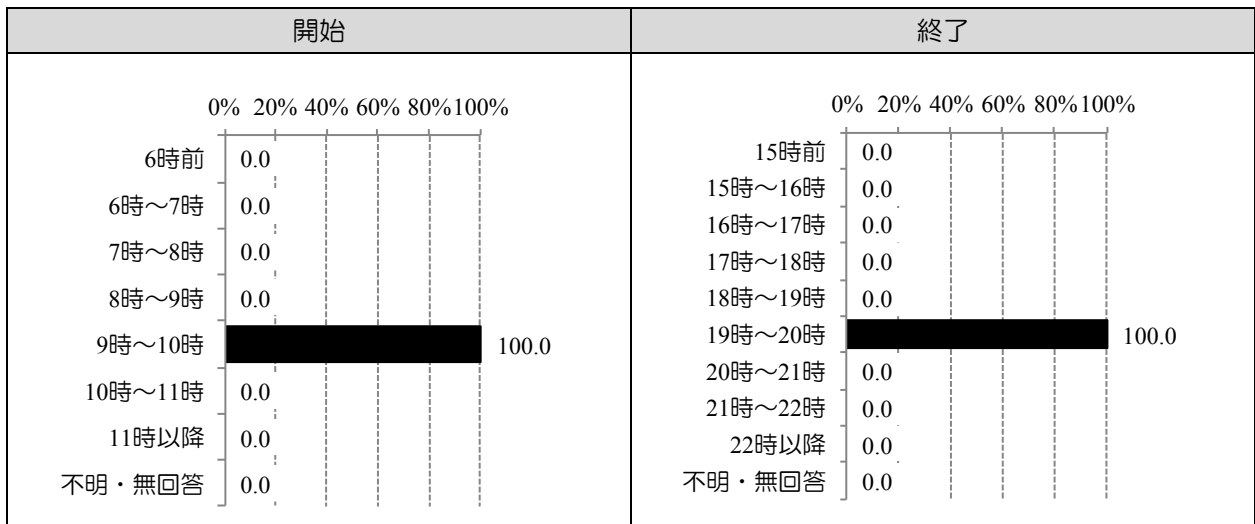 開始
0% 20% 40% 60% 80%100%
6時前 0.0
6時～7時 0.0
7時～8時 0.0
8時～9時 0.0
9時～10時 100.0
10時～11時 0.0
11時以降 0.0
不明・無回答 0.0
終了
0% 20% 40% 60% 80%100%
15時前 0.0
15時～16時 0.0
16時～17時 0.0
17時～18時 0.0
18時～19時 0.0
19時～20時 100.0
20時～21時 0.0
21時～22時 0.0
22時以降 0.0
不明・無回答 0.0